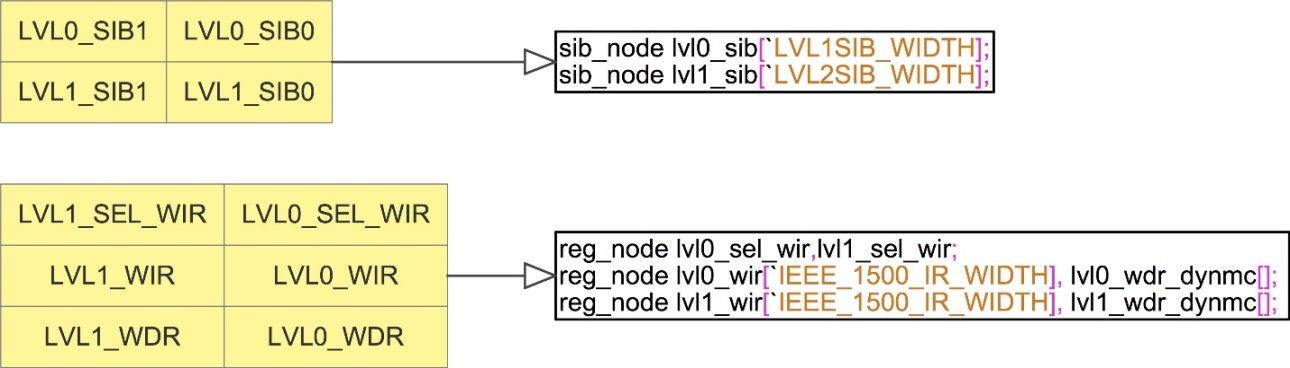 LVL0_SIB1 LVL0_SIB0
LVL1_SIB1 LVL1_SIB0
sib_node lvl0_sib[`LVL1SIB_WIDTH];
sib_node lvl1_sib[`LVL2SIB_WIDTH];
LVL1_SEL_WIR LVL0_SEL_WIR
LVL1_WIR LVL0_WIR
LVL1_WDR LVL0_WDR
reg_node lvl0_sel_wir,lvl1_sel_wir;
reg_node lvl0_wir[`IEEE_1500_IR_WIDTH], lvl0_wdr_dynmc[];
reg_node lvl1_wir[`IEEE_1500_IR_WIDTH], lvl1_wdr_dynmc[];